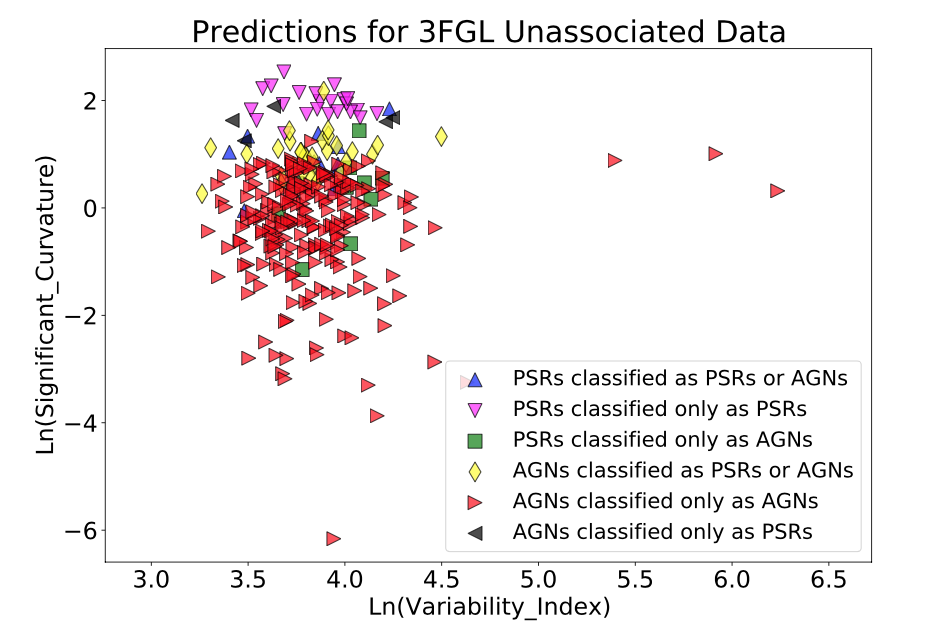 Predictions for 3FGL Unassociated Data
Ln(Significant_Curvature)
2
0
−2
−4
−6
PSRs classified as PSRs or AGNs
PSRs classified only as PSRs
PSRs classified only as AGNs
AGNs classified as PSRs or AGNs
AGNs classified only as AGNs
AGNs classified only as PSRs
3.0 3.5 4.0 4.5 5.0 5.5 6.0 6.5
Ln(Variability_Index)